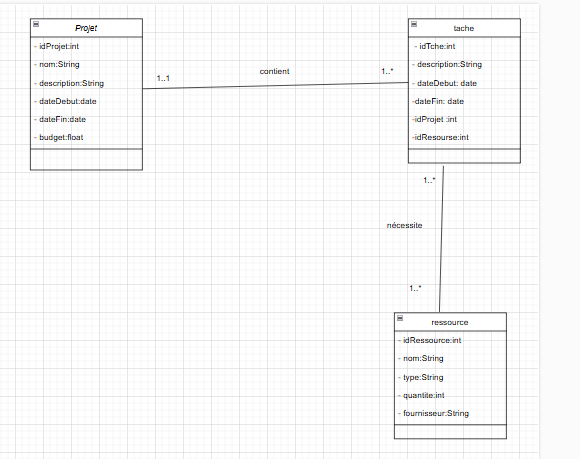 Projet
- idProjet:int
- nom:String
- description:String
- dateDebut:date
- dateFin:date
- budget:float
1..1
contient
1..*
tache
- idTche:int
- description:String
- dateDebut: date
-dateFin: date
-idProjet :int
-idResourse:int
1..*
nécessite
1..*
ressource
- idRessource:int
- nom:String
- type:String
- quantite:int
- fournisseur:String